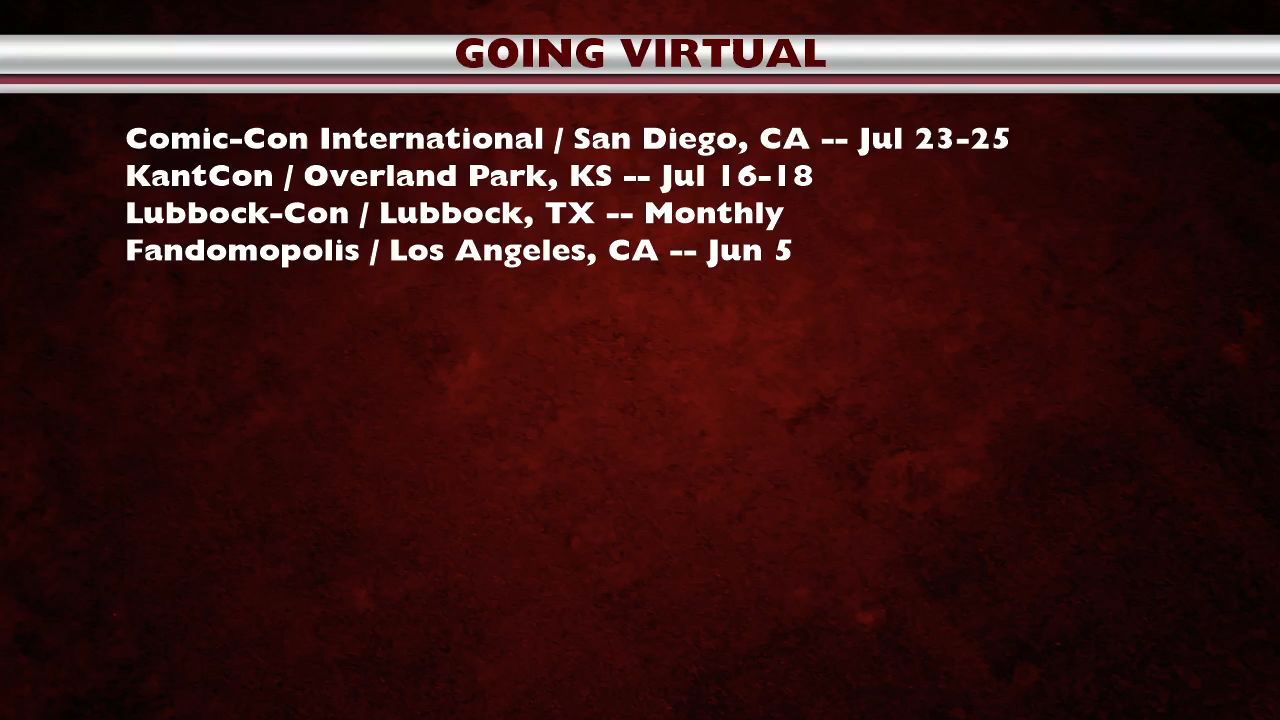 GOING VIRTUAL
Comic-Con International / San Diego, CA -- Jul 23-25
KantCon / Overland Park, KS -- Jul 16-18
Lubbock-Con / Lubbock, TX -- Monthly
Fandomopolis / Los Angeles, CA -- Jun 5